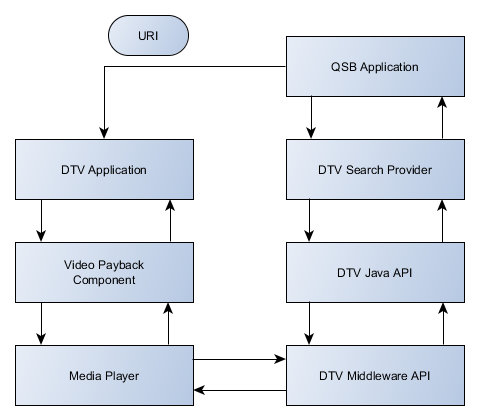 URI
QSB Application
DTV Application
DTV Search Provider
Video Payback
Component
DTV Java API
Media Player
DTV Middleware API